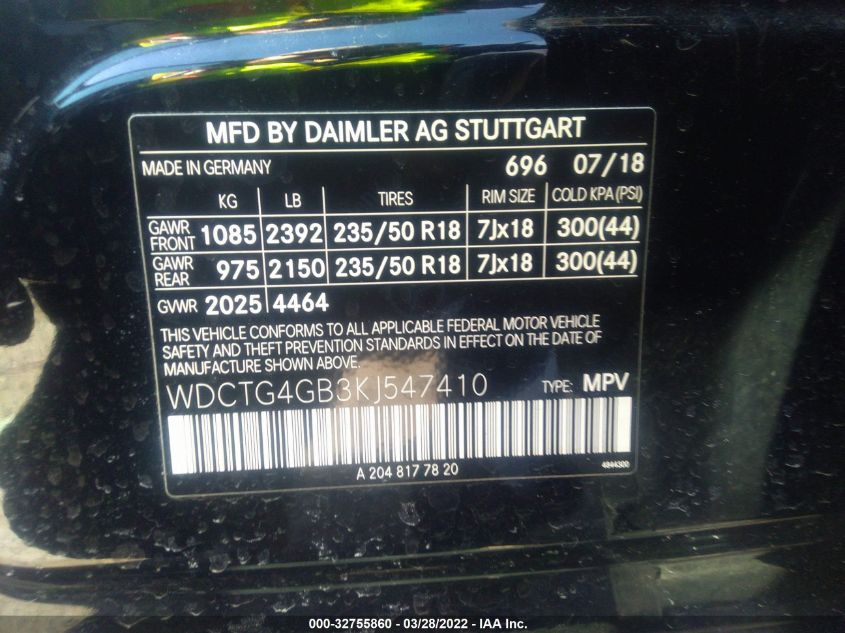 MFD BY DAIMLER AG STUTTGART
MADE IN GERMANY 696 07/18
KG LB TIRES RIM SIZE COLD KPA (PSI)
GAWR FRONT 1085 2392 235/50 R18 7Jx18 300(44)
GAWR REAR 975 2150 235/50 R18 7Jx18 300(44)
GVWR 2025 4464
THIS VEHICLE CONFORMS TO ALL APPLICABLE FEDERAL MOTOR VEHICLE
SAFETY AND THEFT PREVENTION STANDARDS IN EFFECT ON THE DATE OF
MANUFACTURE SHOWN ABOVE.
WDCTG4GB3KJ547410 TYPE: MPV
A 204 817 78 20 4844300
000-32755860 / 03/28/2022 - IAA Inc.